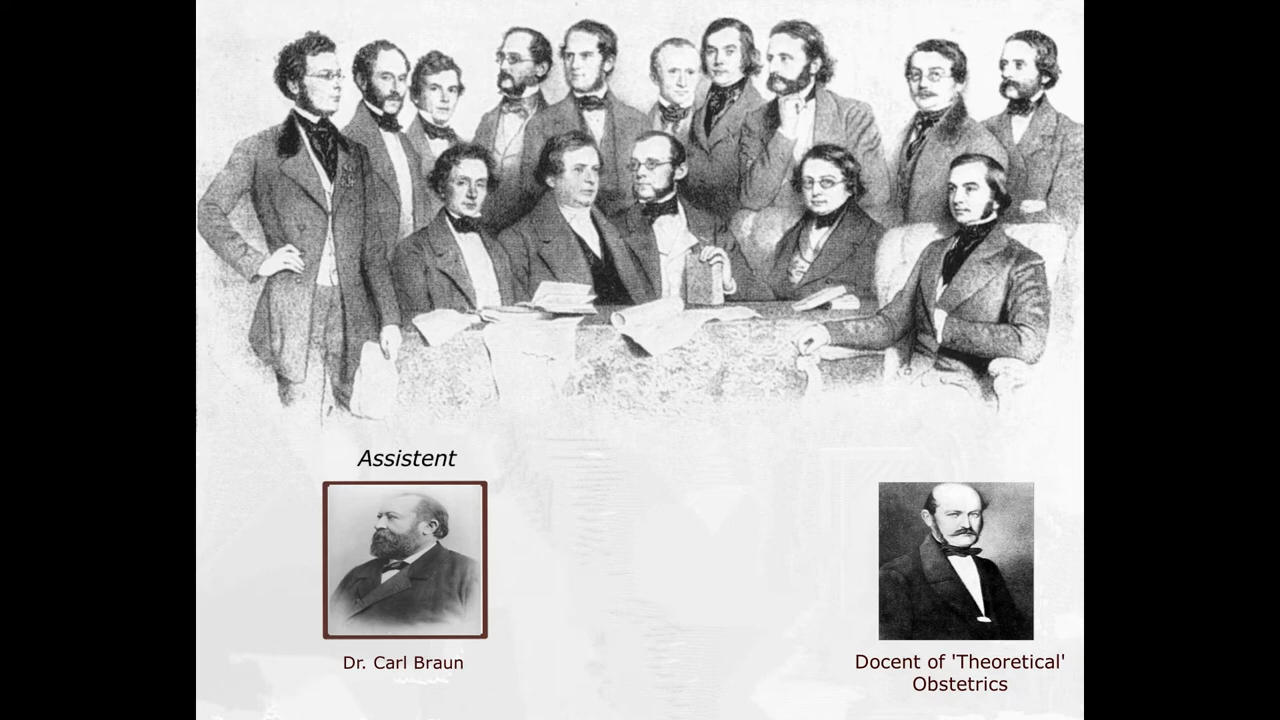 Assistent
Dr. Carl Braun
Docent of 'Theoretical'
Obstetrics